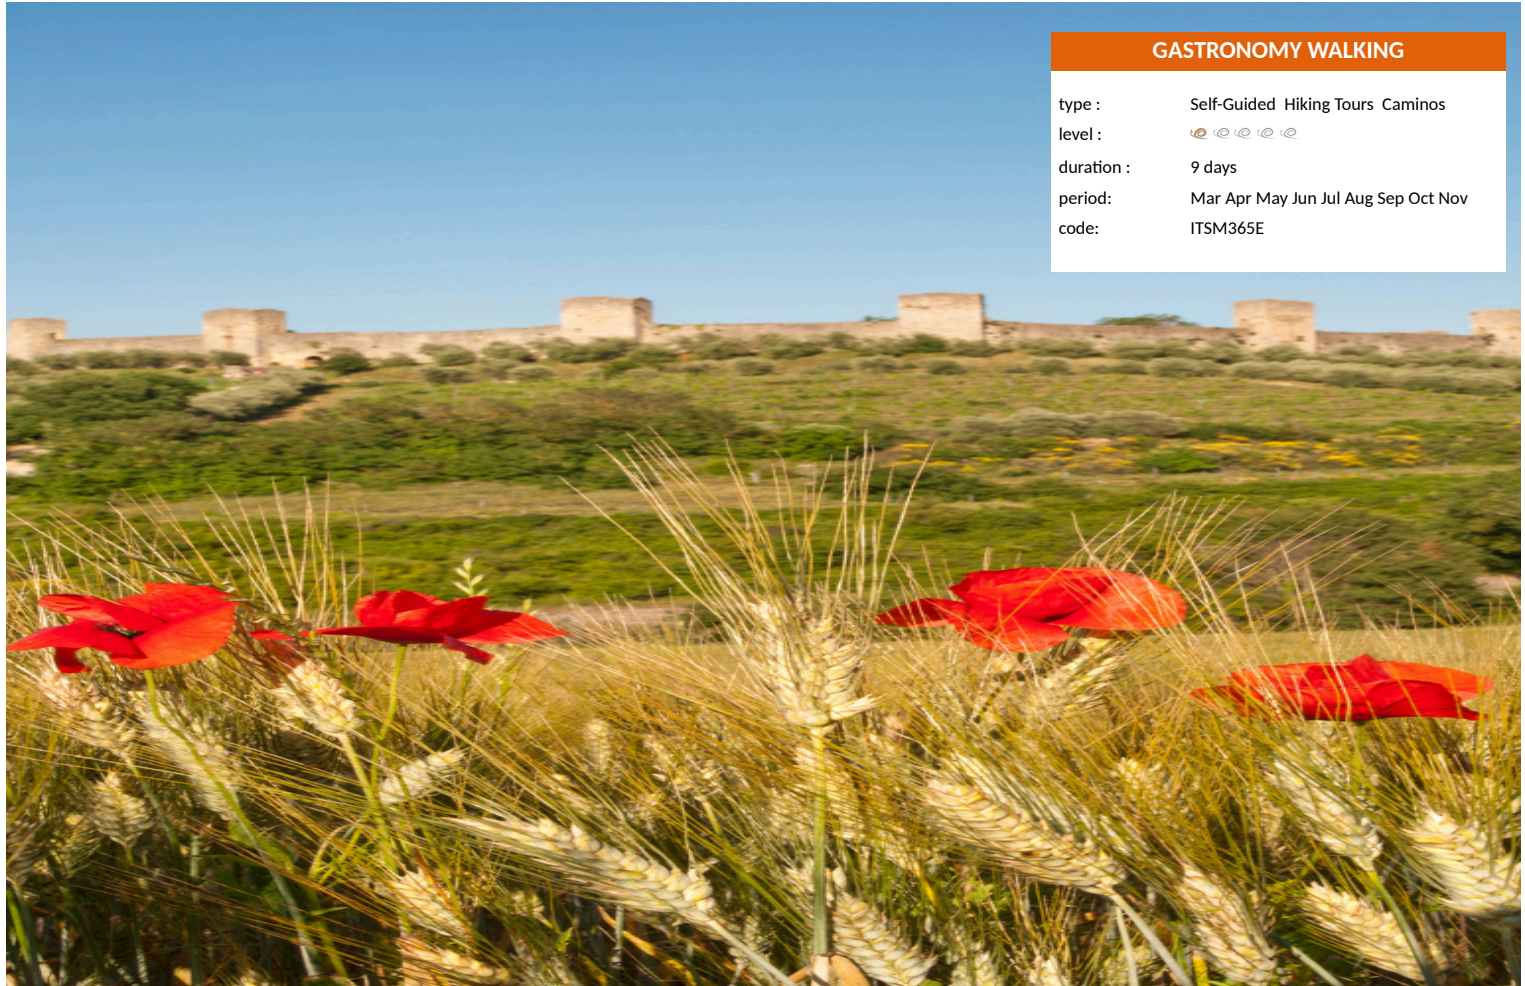 GASTRONOMY WALKING
type : Self-Guided Hiking Tours Caminos
level :
duration : 9 days
period: Mar Apr May Jun Jul Aug Sep Oct Nov
code: ITSM365E